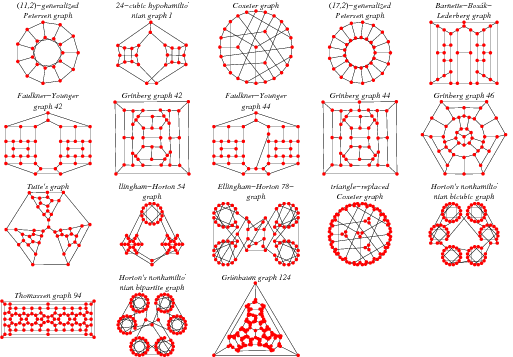 (11,2)-generalized
Petersen graph
24-cubic hypohamilto
nian graph 1
Coxeter graph
(17,2)-generalized
Petersen graph
Barnette-Bosák-
Lederberg graph
Faulkner-Younger
graph 42
Grinberg graph 42
Faulkner-Younger
graph 44
Grinberg graph 44
Grinberg graph 46
Tutte's graph
llingham-Horton 54
graph
Ellingham-Horton 78-
graph
triangle-replaced
Coxeter graph
Horton's nonhamilto
nian bicubic graph
Thomassen graph 94
Horton's nonhamilto
nian bipartite graph
Grünbaum graph 124